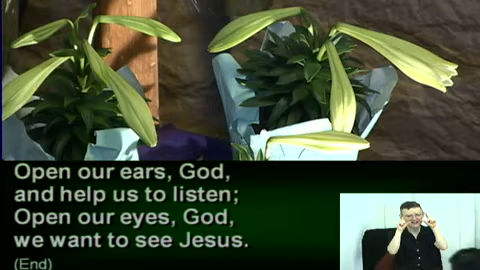 Open our ears, God,
and help us to listen;
Open our eyes, God,
we want to see Jesus.
(End)